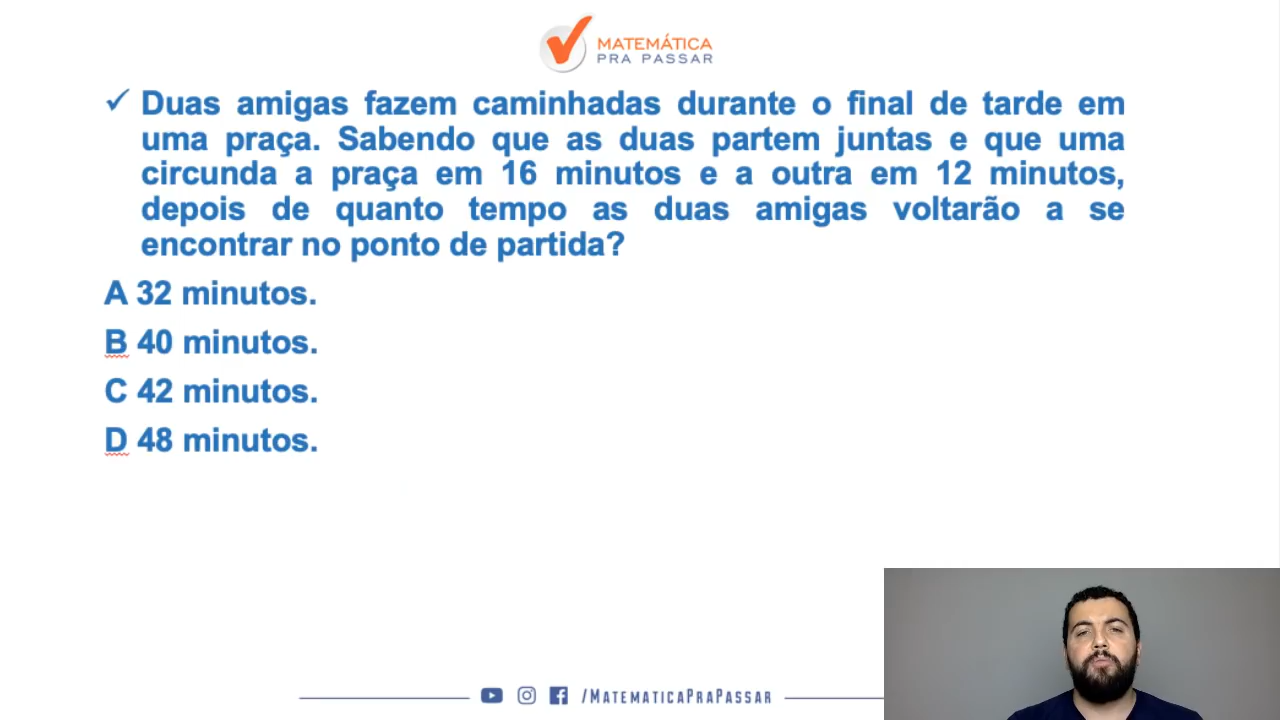 MATEMÁTICA
PRA PASSAR
✓ Duas amigas fazem caminhadas durante o final de tarde em
uma praça. Sabendo que as duas partem juntas e que uma
circunda a praça em 16 minutos e a outra em 12 minutos,
depois de quanto tempo as duas amigas voltarão a se
encontrar no ponto de partida?
A 32 minutos.
B 40 minutos.
C 42 minutos.
D 48 minutos.
/MATEMATICAPRAPASSAR